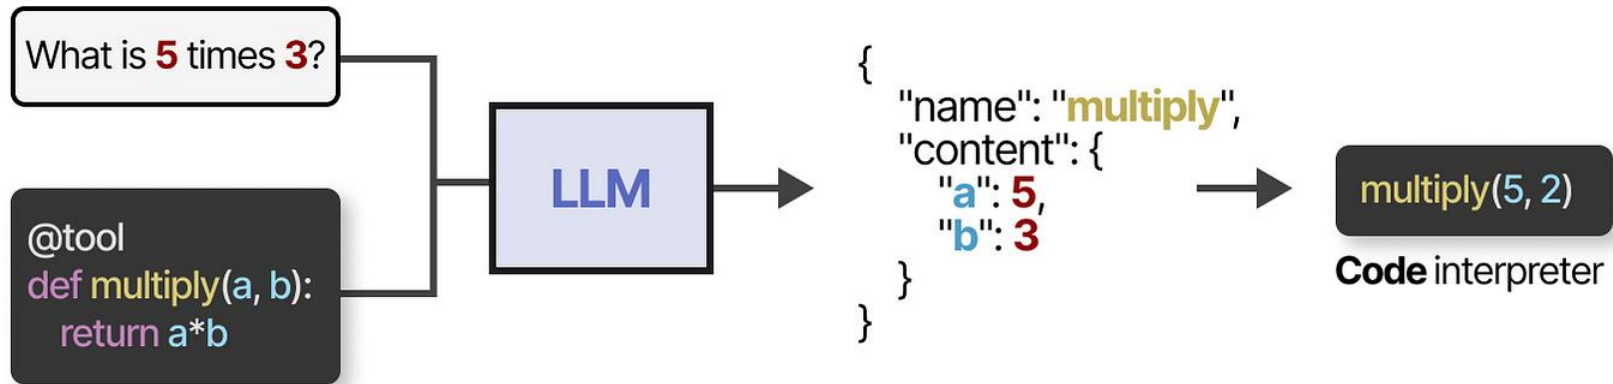 What is 5 times 3?
@tool
def multiply(a, b):
return a*b
LLM
{
"name": "multiply",
"content": {
"a": 5,
"b": 3
}
}
multiply(5, 2)
Code interpreter